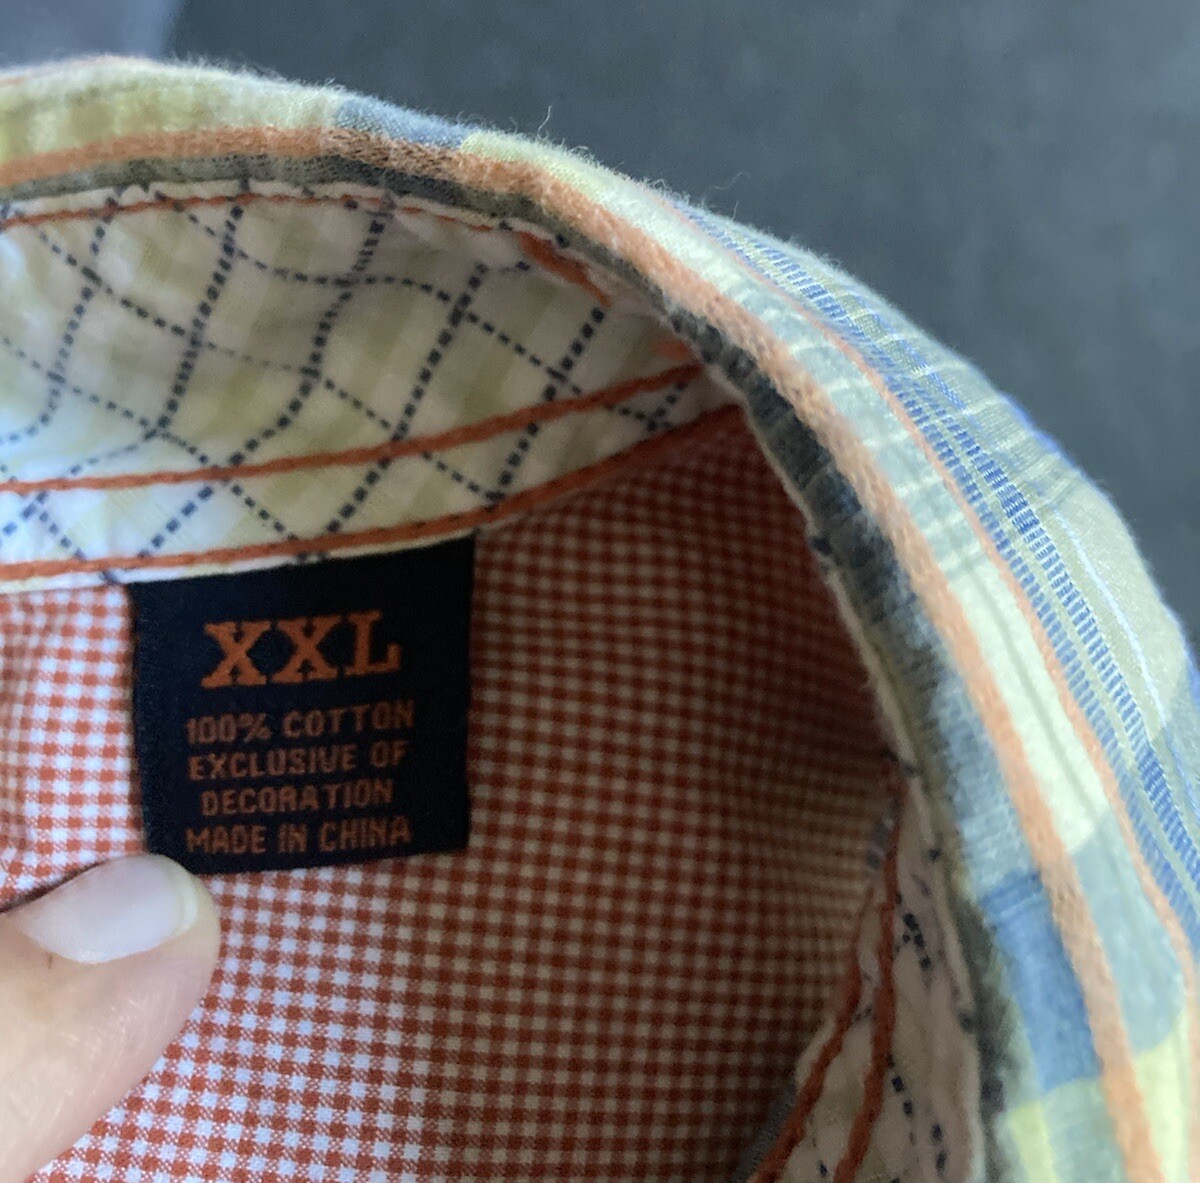 XXL
100% COTTON
EXCLUSIVE OF
DECORATION
MADE IN CHINA